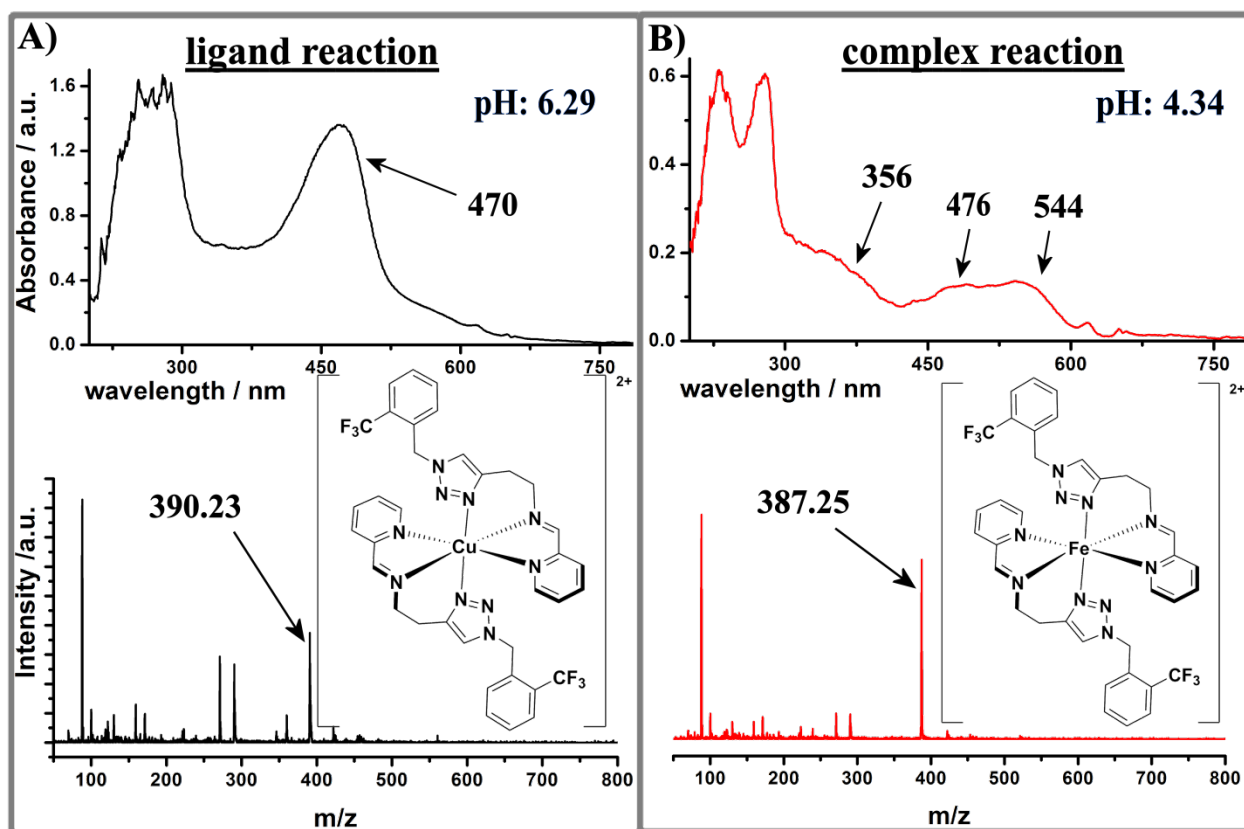 A)
ligand reaction
pH: 6.29
Absorbance / a.u.
1.6
1.2
0.8
0.4
0.0
470
300
450
600
750
wavelength / nm
2+
F3C
N
N
N
N
N
Cu
N
N
N
N
N
CF3
390.23
Intensity /a.u.
100
200
300
400
500
600
700
800
m/z
B)
complex reaction
pH: 4.34
0.6
0.4
0.2
0.0
356
476
544
300
450
600
750
wavelength / nm
2+
F3C
N
N
N
N
N
Fe
N
N
N
N
N
CF3
387.25
100
200
300
400
500
600
700
800
m/z